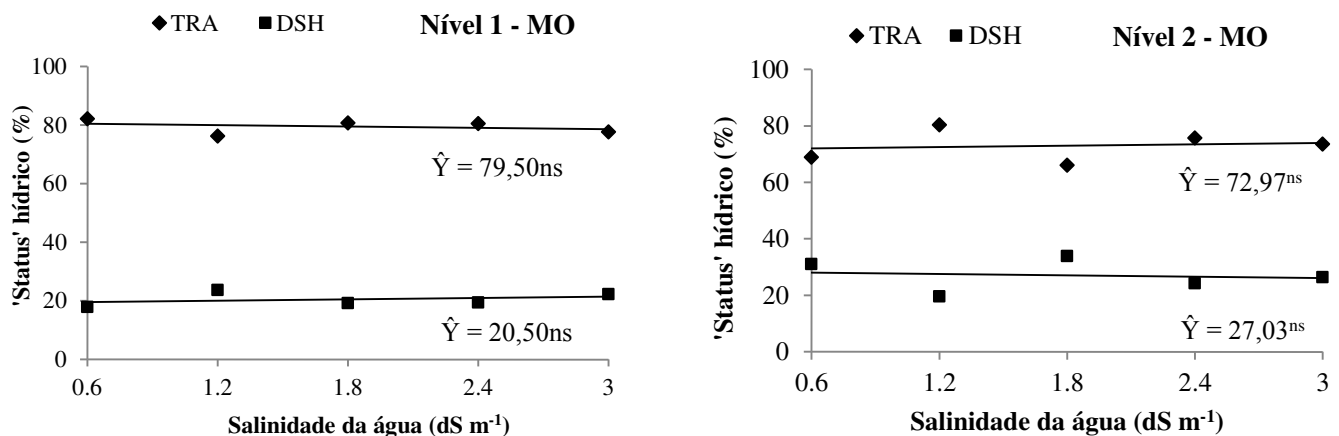 ◆ TRA ■ DSH Nível 1 - MO
'Status' hídrico (%)
100
80
60
40
20
0
Ŷ = 79,50ns
Ŷ = 20,50ns
0.6 1.2 1.8 2.4 3
Salinidade da água (dS m⁻¹)
◆ TRA ■ DSH Nível 2 - MO
'Status' hídrico (%)
100
80
60
40
20
0
Ŷ = 72,97ⁿˢ
Ŷ = 27,03ⁿˢ
0.6 1.2 1.8 2.4 3
Salinidade da água (dS m⁻¹)